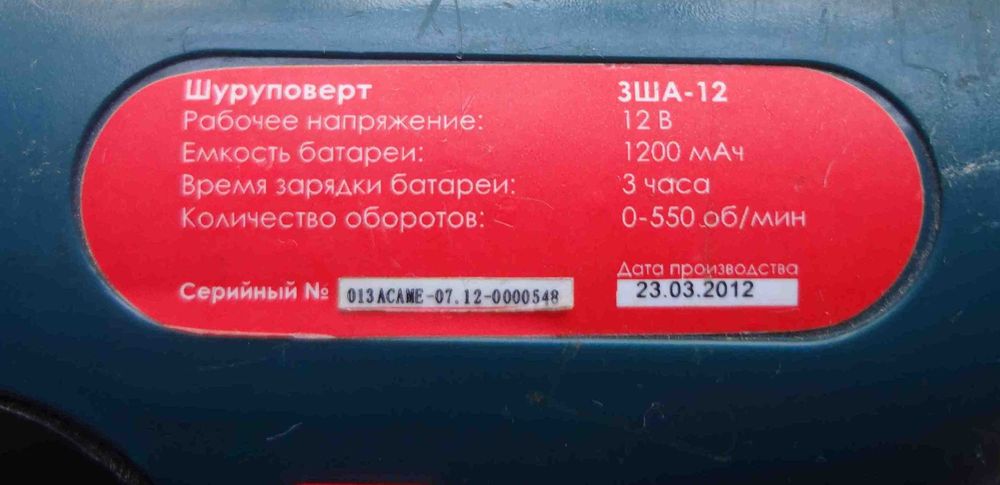 Шуруповерт ЗША-12
Рабочее напряжение: 12 В
Емкость батареи: 1200 мАч
Время зарядки батареи: 3 часа
Количество оборотов: 0-550 об/мин
Дата производства
Серийный № 013ACAME-07.12-0000548 23.03.2012